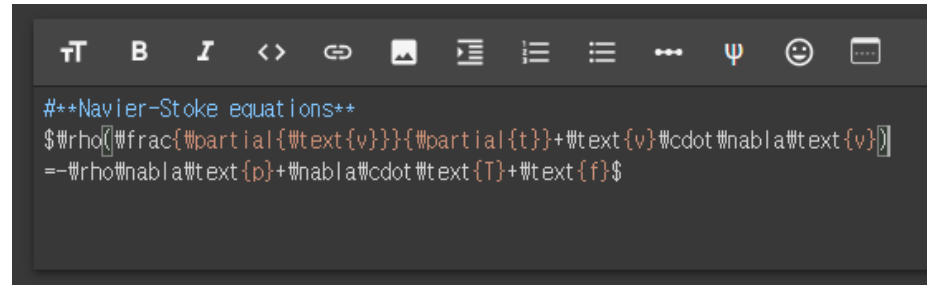 #**Navier-Stoke equations**
$₩rho(₩frac{₩partial{₩text{v}}}{₩partial{t}}+₩text{v}₩cdot₩nabla₩text{v})
=-₩rho₩nabla₩text{p}+₩nabla₩cdot₩text{T}+₩text{f}$